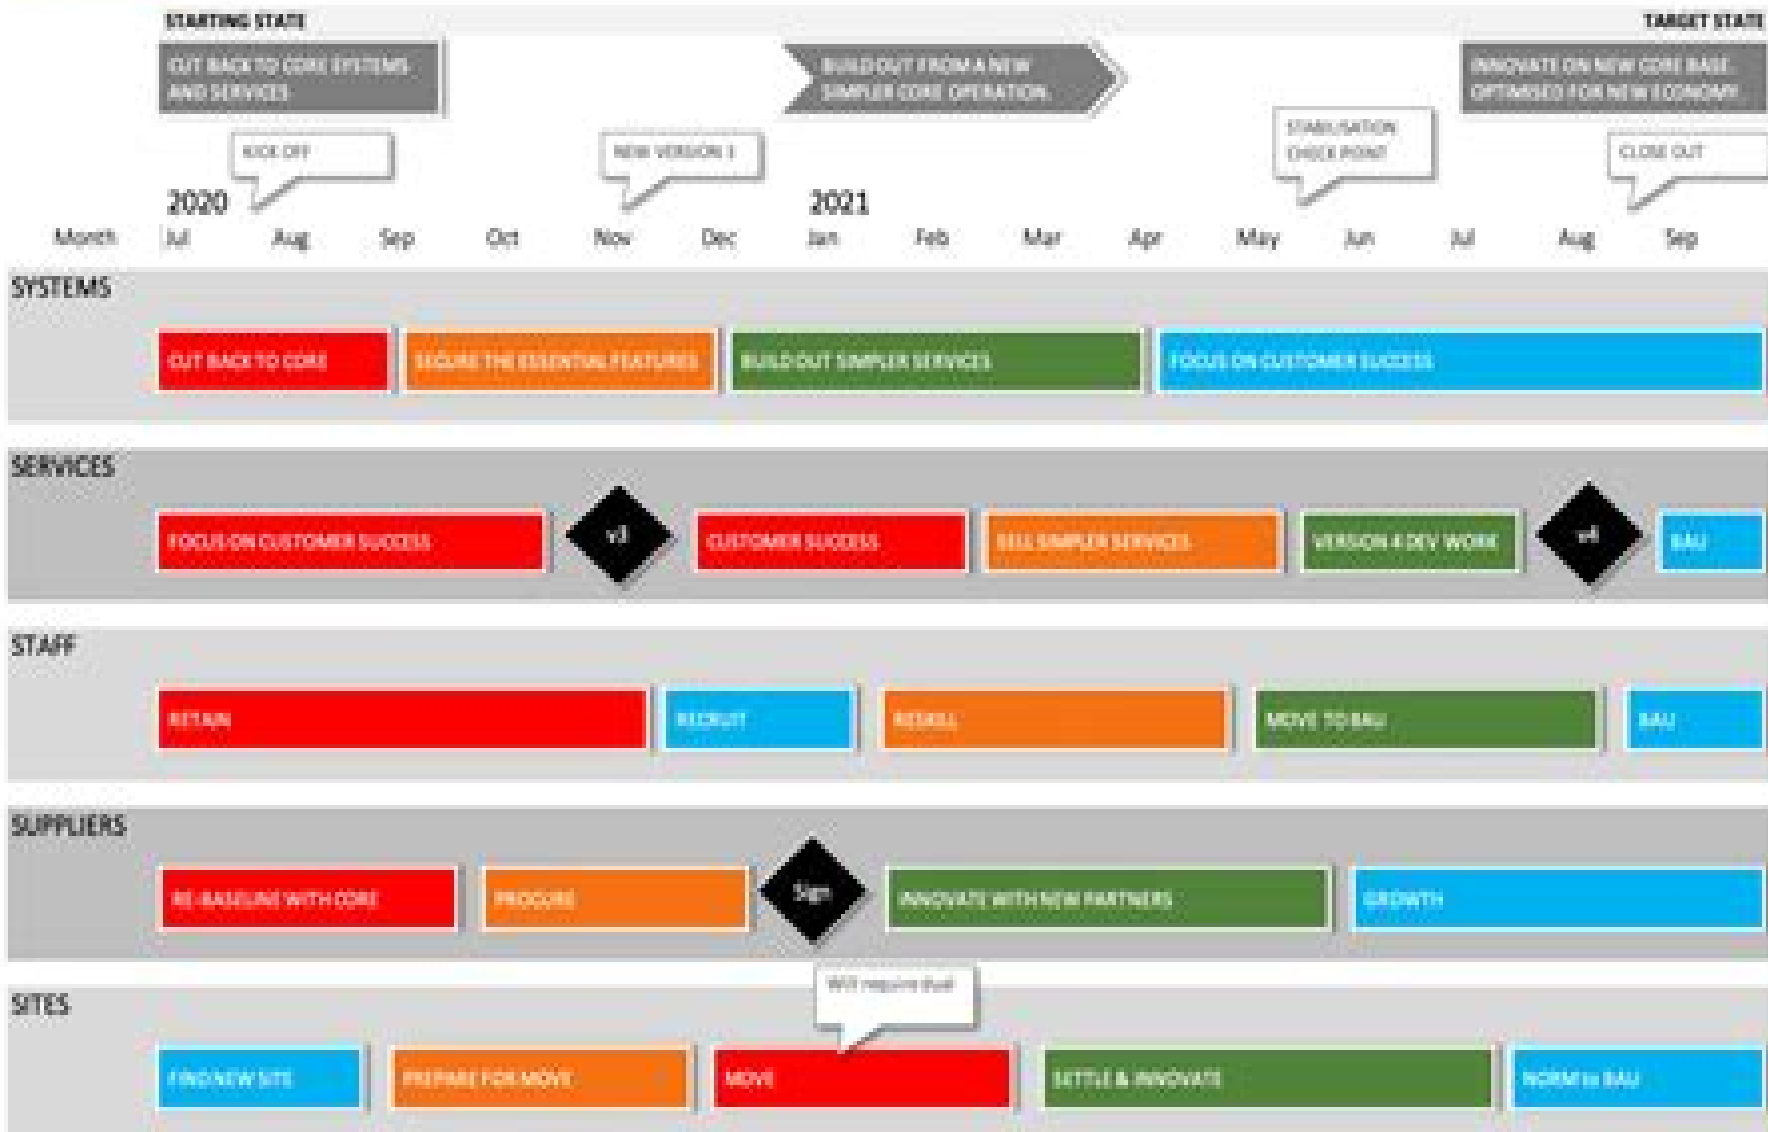 STARTING STATE
TARGET STATE
CUT BACK TO CORE SYSTEMS
AND SERVICES
BUILD OUT FROM A NEW
SIMPLER CORE OPERATION.
INNOVATE ON NEW CORE BASE.
OPTIMISED FOR NEW ECONOMY.
KICK OFF
NEW VERSION 3
STABILISATION
CHECK POINT
CLOSE OUT
2020
2021
Month Jul Aug Sep Oct Nov Dec Jan Feb Mar Apr May Jun Jul Aug Sep
SYSTEMS
CUT BACK TO CORE
SECURE THE ESSENTIAL FEATURES
BUILD OUT SIMPLER SERVICES
FOCUS ON CUSTOMER SUCCESS
SERVICES
FOCUS ON CUSTOMER SUCCESS
v3
CUSTOMER SUCCESS
SELL SIMPLER SERVICES
VERSION 4 DEV WORK
v4
BAU
STAFF
RETAIN
RECRUIT
RESKILL
MOVE TO BAU
BAU
SUPPLIERS
RE-BASELINE WITH CORE
PROCURE
Sign
INNOVATE WITH NEW PARTNERS
GROWTH
Will require dual
SITES
FIND NEW SITE
PREPARE FOR MOVE
MOVE
SETTLE & INNOVATE
NORM to BAU